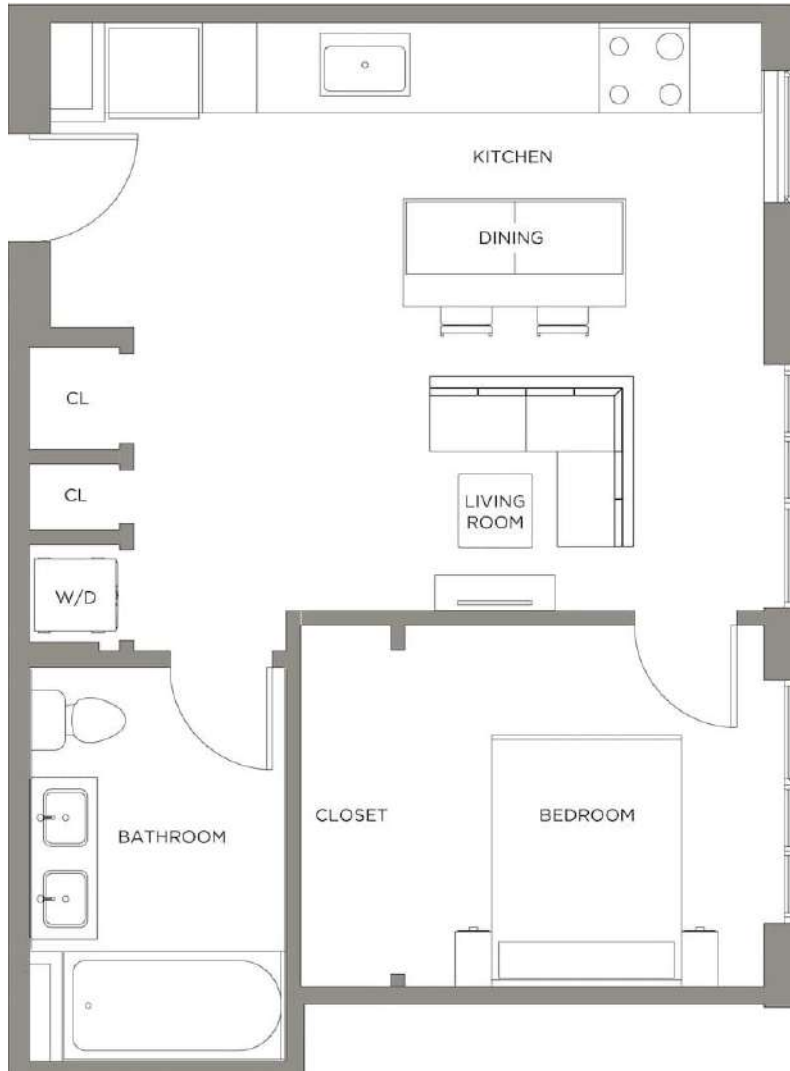 KITCHEN
DINING
CL
CL
LIVING
ROOM
W/D
CLOSET
BEDROOM
BATHROOM